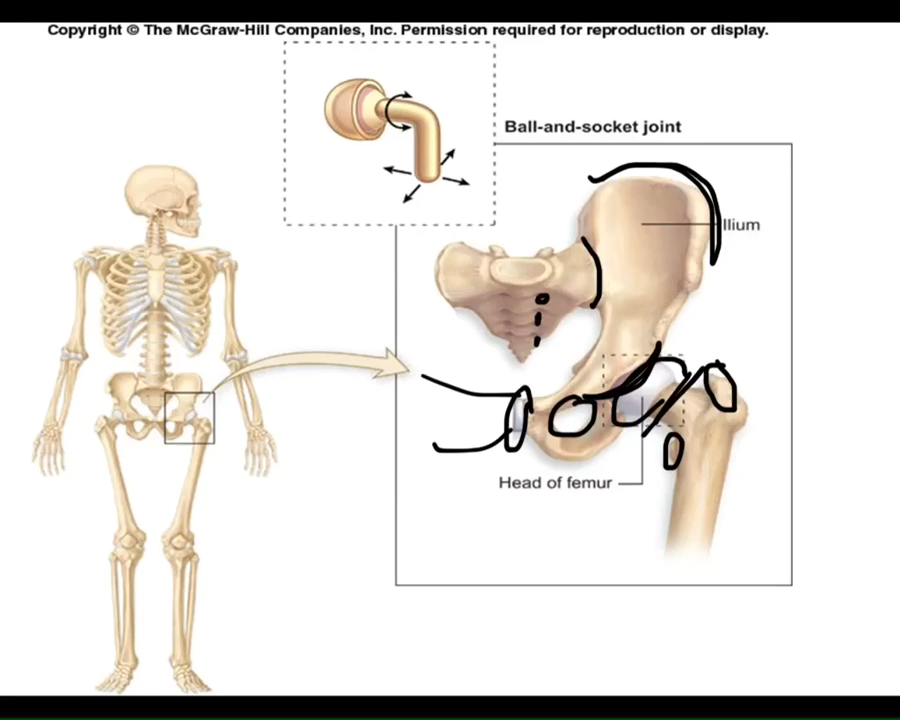 Copyright © The McGraw-Hill Companies, Inc. Permission required for reproduction or display.
Ball-and-socket joint
Ilium
Head of femur